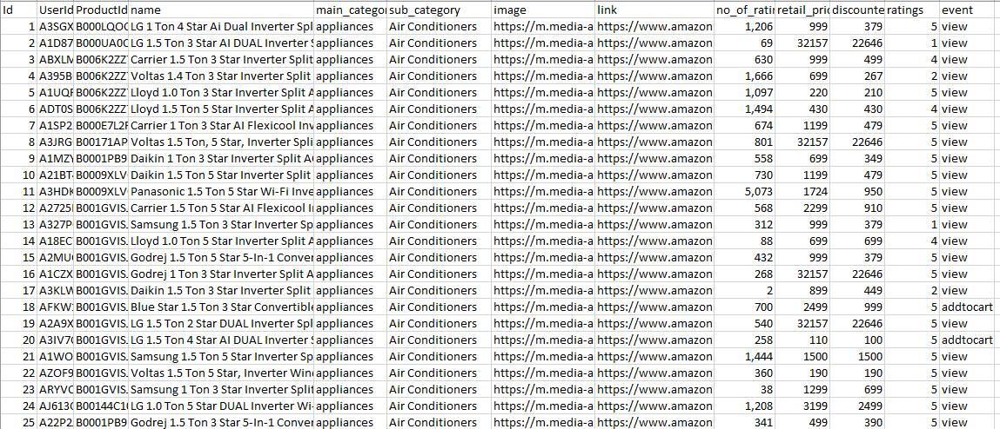 Id UserId ProductId name main_catego sub_category image link no_of_ratin retail_pric discounte ratings event
1 A3SGX B000LQOC LG 1 Ton 4 Star Ai Dual Inverter Spl appliances Air Conditioners https://m.media-a https://www.amazon 1,206 999 379 5 view
2 A1D87 B000UA0C LG 1.5 Ton 3 Star AI DUAL Inverter S appliances Air Conditioners https://m.media-a https://www.amazon 69 32157 22646 1 view
3 ABXLM B006K2ZZ Carrier 1.5 Ton 3 Star Inverter Split appliances Air Conditioners https://m.media-a https://www.amazon 630 999 499 4 view
4 A395B B006K2ZZ Voltas 1.4 Ton 3 Star Inverter Split appliances Air Conditioners https://m.media-a https://www.amazon 1,666 699 267 2 view
5 A1UQF B006K2ZZ Lloyd 1.0 Ton 3 Star Inverter Split A appliances Air Conditioners https://m.media-a https://www.amazon 1,097 220 210 5 view
6 ADT0S B006K2ZZ Lloyd 1.5 Ton 5 Star Inverter Split A appliances Air Conditioners https://m.media-a https://www.amazon 1,494 430 430 4 view
7 A1SP2 B000E7L2F Carrier 1 Ton 3 Star AI Flexicool Inv appliances Air Conditioners https://m.media-a https://www.amazon 674 1199 479 5 view
8 A3JRG B00171AP Voltas 1.5 Ton, 5 Star, Inverter Spli appliances Air Conditioners https://m.media-a https://www.amazon 801 32157 22646 5 view
9 A1MZY B0001PB9 Daikin 1 Ton 3 Star Inverter Split A appliances Air Conditioners https://m.media-a https://www.amazon 558 699 349 5 view
10 A21BT B0009XLV Daikin 1.5 Ton 5 Star Inverter Split appliances Air Conditioners https://m.media-a https://www.amazon 730 1199 479 5 view
11 A3HDK B0009XLV Panasonic 1.5 Ton 5 Star Wi-Fi Inve appliances Air Conditioners https://m.media-a https://www.amazon 5,073 1724 950 5 view
12 A2725 B001GVIS Carrier 1.5 Ton 5 Star AI Flexicool I appliances Air Conditioners https://m.media-a https://www.amazon 568 2299 910 5 view
13 A327P B001GVIS Samsung 1.5 Ton 3 Star Inverter Sp appliances Air Conditioners https://m.media-a https://www.amazon 312 999 379 1 view
14 A18EC B001GVIS Lloyd 1.0 Ton 5 Star Inverter Split A appliances Air Conditioners https://m.media-a https://www.amazon 88 699 699 4 view
15 A2MU B001GVIS Godrej 1.5 Ton 5 Star 5-In-1 Conver appliances Air Conditioners https://m.media-a https://www.amazon 432 999 379 5 view
16 A1CZX B001GVIS Godrej 1 Ton 3 Star Inverter Split A appliances Air Conditioners https://m.media-a https://www.amazon 268 32157 22646 5 view
17 A3KLW B001GVIS Daikin 1.5 Ton 3 Star Inverter Split appliances Air Conditioners https://m.media-a https://www.amazon 2 899 449 2 view
18 AFKW B001GVIS Blue Star 1.5 Ton 3 Star Convertible appliances Air Conditioners https://m.media-a https://www.amazon 700 2499 999 5 addtocart
19 A2A9X B001GVIS LG 1.5 Ton 2 Star DUAL Inverter Spl appliances Air Conditioners https://m.media-a https://www.amazon 540 32157 22646 5 view
20 A3IV7 B001GVIS LG 1.5 Ton 4 Star AI DUAL Inverter S appliances Air Conditioners https://m.media-a https://www.amazon 258 110 100 5 addtocart
21 A1WO B001GVIS Samsung 1.5 Ton 5 Star Inverter Sp appliances Air Conditioners https://m.media-a https://www.amazon 1,444 1500 1500 5 view
22 AZOF9 B001GVIS Voltas 1.5 Ton 5 Star, Inverter Win appliances Air Conditioners https://m.media-a https://www.amazon 360 190 190 5 view
23 ARYV B001GVIS Samsung 1 Ton 3 Star Inverter Split appliances Air Conditioners https://m.media-a https://www.amazon 38 1299 699 5 view
24 AJ613 B00144C1 LG 1.0 Ton 5 Star DUAL Inverter Wi- appliances Air Conditioners https://m.media-a https://www.amazon 1,208 3199 2499 5 view
25 A22P2 B0001PB9 Godrej 1.5 Ton 3 Star 5-In-1 Conve appliances Air Conditioners https://m.media-a https://www.amazon 341 499 390 5 view